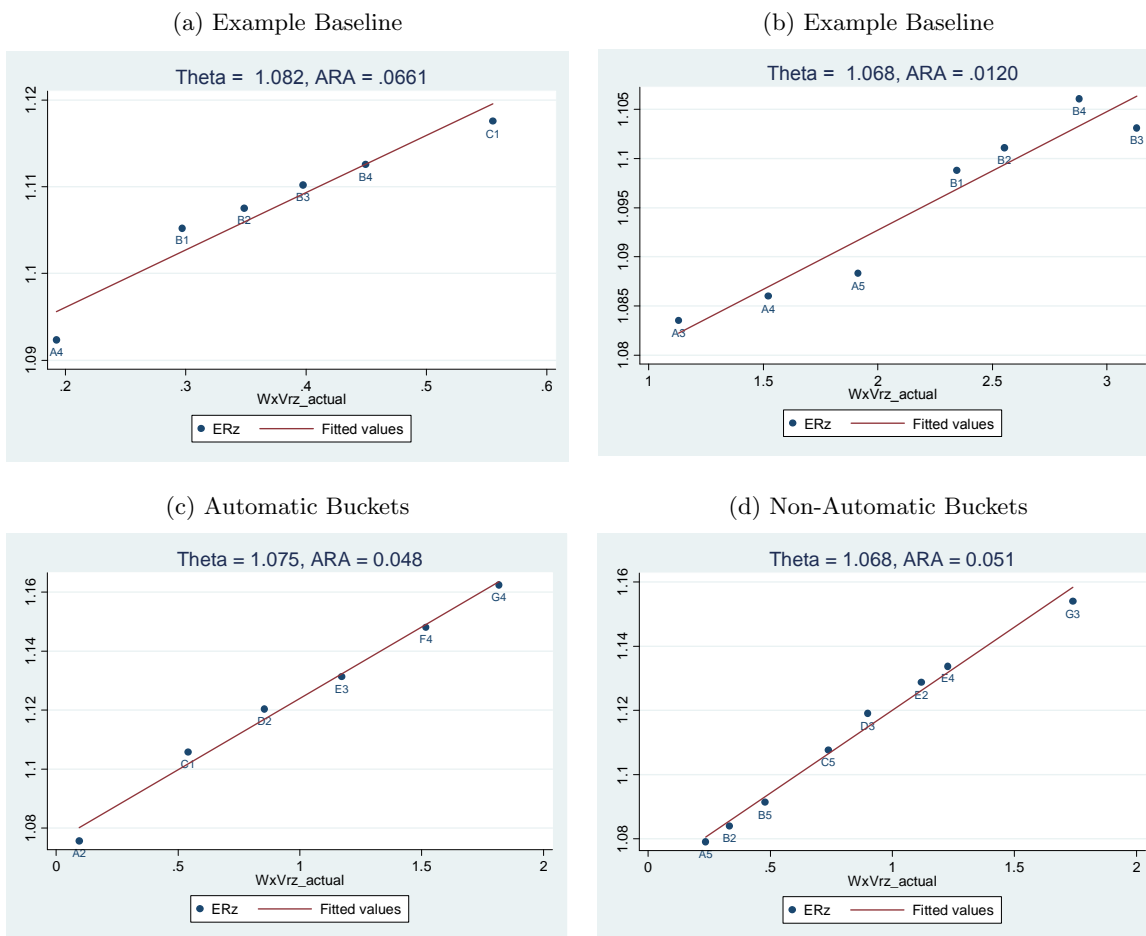 (a) Example Baseline
Theta = 1.082, ARA = .0661
1.12
1.11
1.1
1.09
C1
B4
B3
B2
B1
A4
.2 .3 .4 .5 .6
WxVrz_actual
ERz Fitted values
(b) Example Baseline
Theta = 1.068, ARA = .0120
1.105
1.1
1.095
1.09
1.085
1.08
B4
B3
B2
B1
A5
A4
A3
1 1.5 2 2.5 3
WxVrz_actual
ERz Fitted values
(c) Automatic Buckets
Theta = 1.075, ARA = 0.048
1.16
1.14
1.12
1.1
1.08
G4
F4
E3
D2
C1
A2
0 .5 1 1.5 2
WxVrz_actual
ERz Fitted values
(d) Non-Automatic Buckets
Theta = 1.068, ARA = 0.051
1.16
1.14
1.12
1.1
1.08
G3
E4
E2
D3
C5
B5
B2
A5
0 .5 1 1.5 2
WxVrz_actual
ERz Fitted values